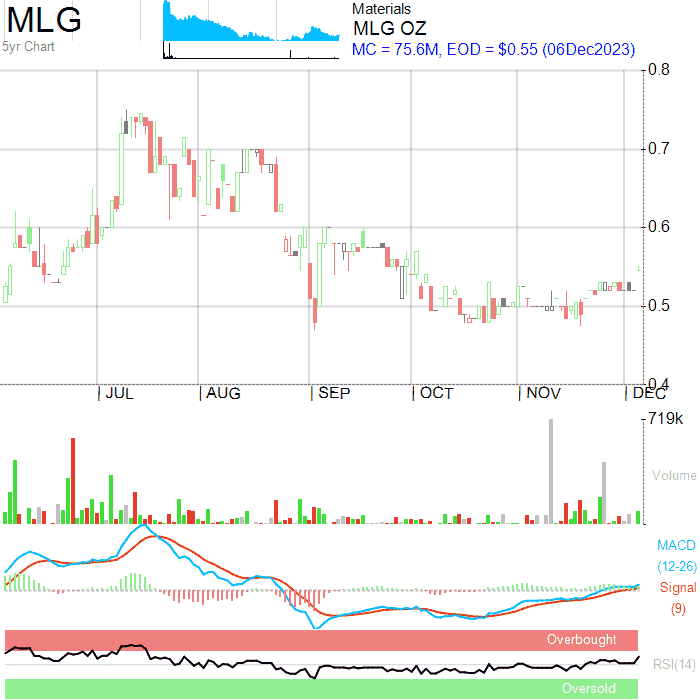 MLG
5yr Chart
Materials
MLG OZ
MC = 75.6M, EOD = $0.55 (06Dec2023)
0.8
0.7
0.6
0.5
0.4
JUL AUG SEP OCT NOV DEC
719k
Volume
MACD
(12-26)
Signal
(9)
Overbought
RSI(14)
Oversold